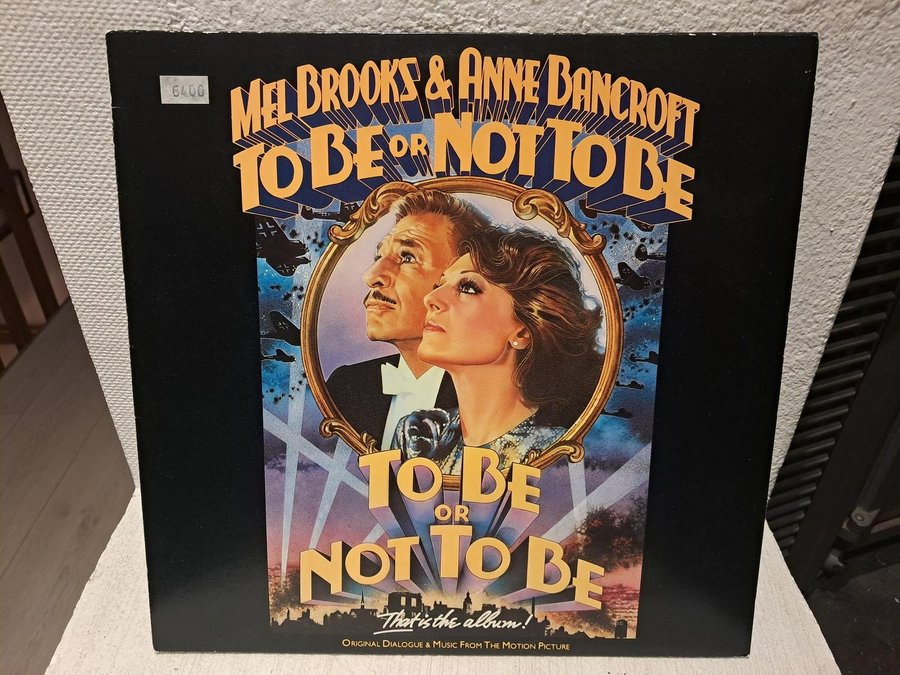 6400
MEL BROOKS & ANNE BANCROFT
TO BE OR NOT TO BE
TO BE
OR
NOT TO BE
That is the album!
ORIGINAL DIALOGUE & MUSIC FROM THE MOTION PICTURE